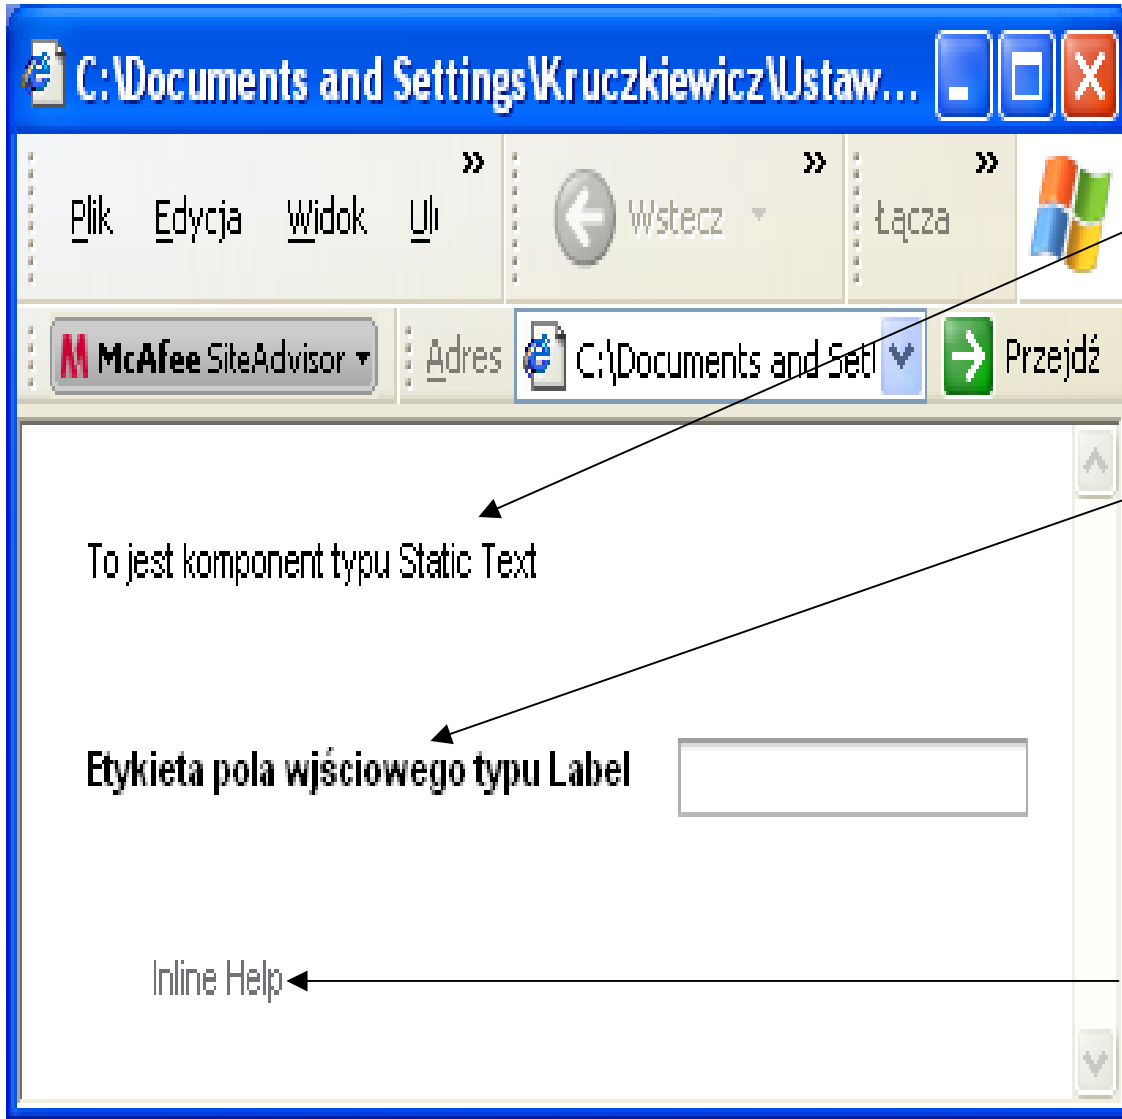 C:\Documents and Settings\Kruczkiewicz\Ustaw...
» » »
Plik Edycja Widok Wstecz Łącza
McAfee SiteAdvisor Adres C:\Documents and Przejdź
To jest komponent typu Static Text
Etykieta pola wjściowego typu Label
Inline Help